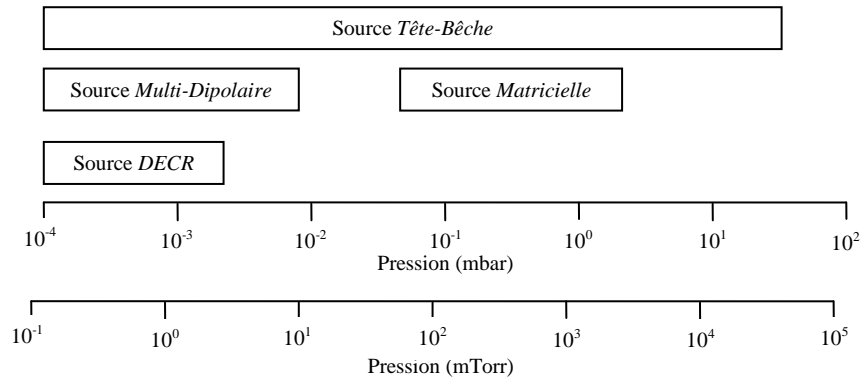 Source Tête-Bêche
Source Multi-Dipolaire Source Matricielle
Source DECR
10⁻⁴ 10⁻³ 10⁻² 10⁻¹ 10⁰ 10¹ 10²
Pression (mbar)
10⁻¹ 10⁰ 10¹ 10² 10³ 10⁴ 10⁵
Pression (mTorr)